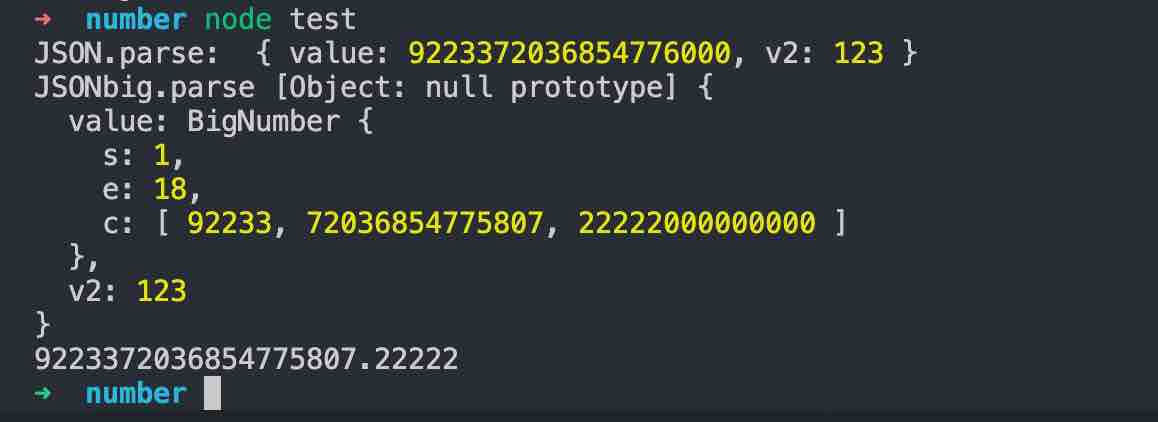 ➜ number node test
JSON.parse: { value: 9223372036854776000, v2: 123 }
JSONbig.parse [Object: null prototype] {
  value: BigNumber {
    s: 1,
    e: 18,
    c: [ 92233, 72036854775807, 22222000000000 ]
  },
  v2: 123
}
9223372036854775807.22222
➜ number